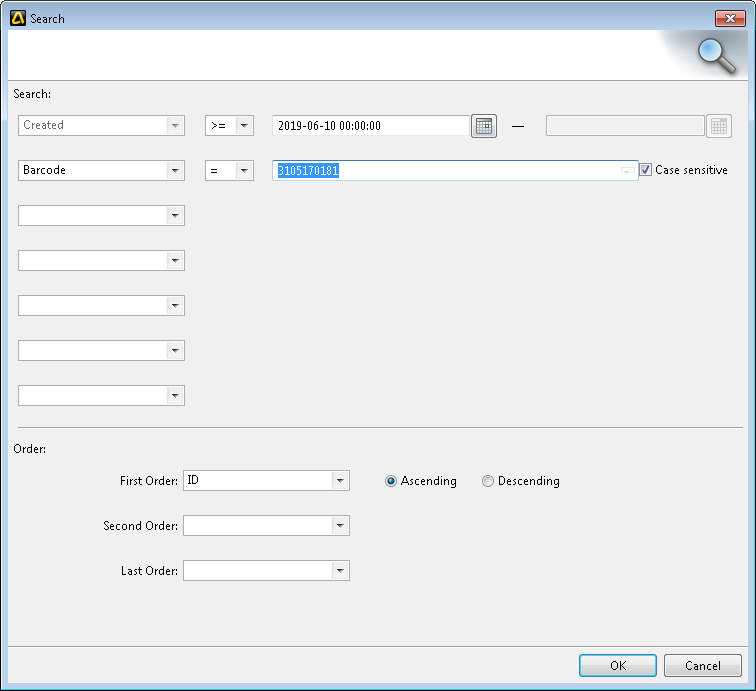 Search
Search:
Created >= 2019-06-10 00:00:00 —
Barcode = 3105170181 Case sensitive
Order:
First Order: ID Ascending Descending
Second Order:
Last Order:
OK Cancel